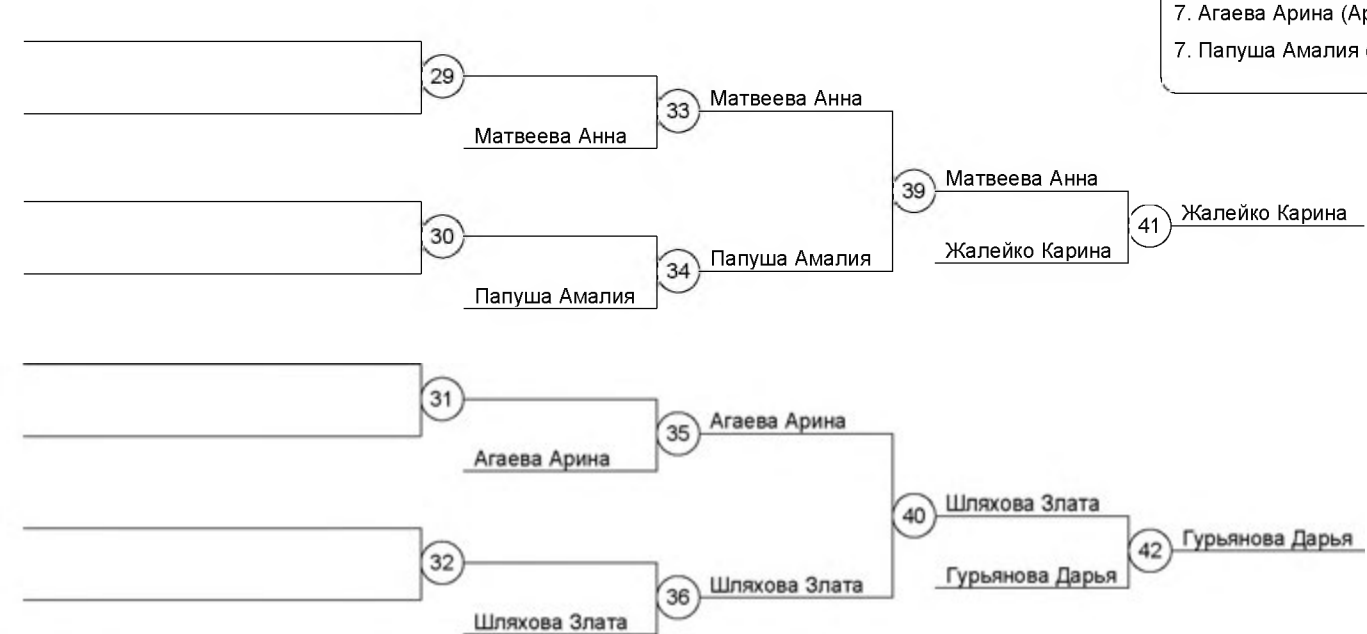 7. Агаева Арина (Ар
7. Папуша Амалия
29
33
Матвеева Анна
Матвеева Анна
39
Матвеева Анна
41
Жалейко Карина
Жалейко Карина
30
34
Папуша Амалия
Папуша Амалия
31
35
Агаева Арина
Агаева Арина
40
Шляхова Злата
42
Гурьянова Дарья
Гурьянова Дарья
32
36
Шляхова Злата
Шляхова Злата